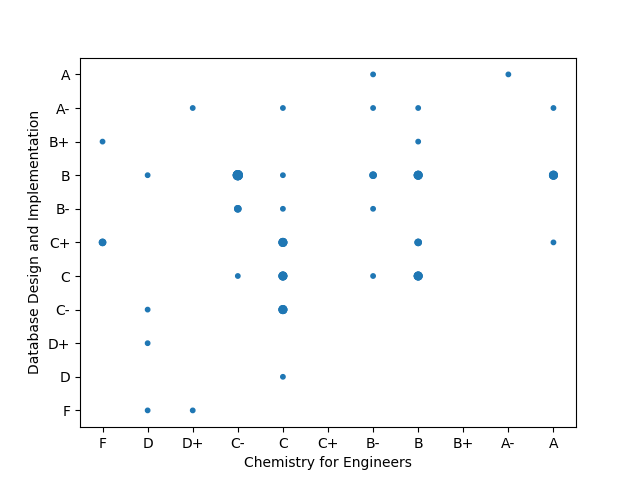 A
A-
B+
B
B-
C+
C
C-
D+
D
F
Database Design and Implementation
F D D+ C- C C+ B- B B+ A- A
Chemistry for Engineers